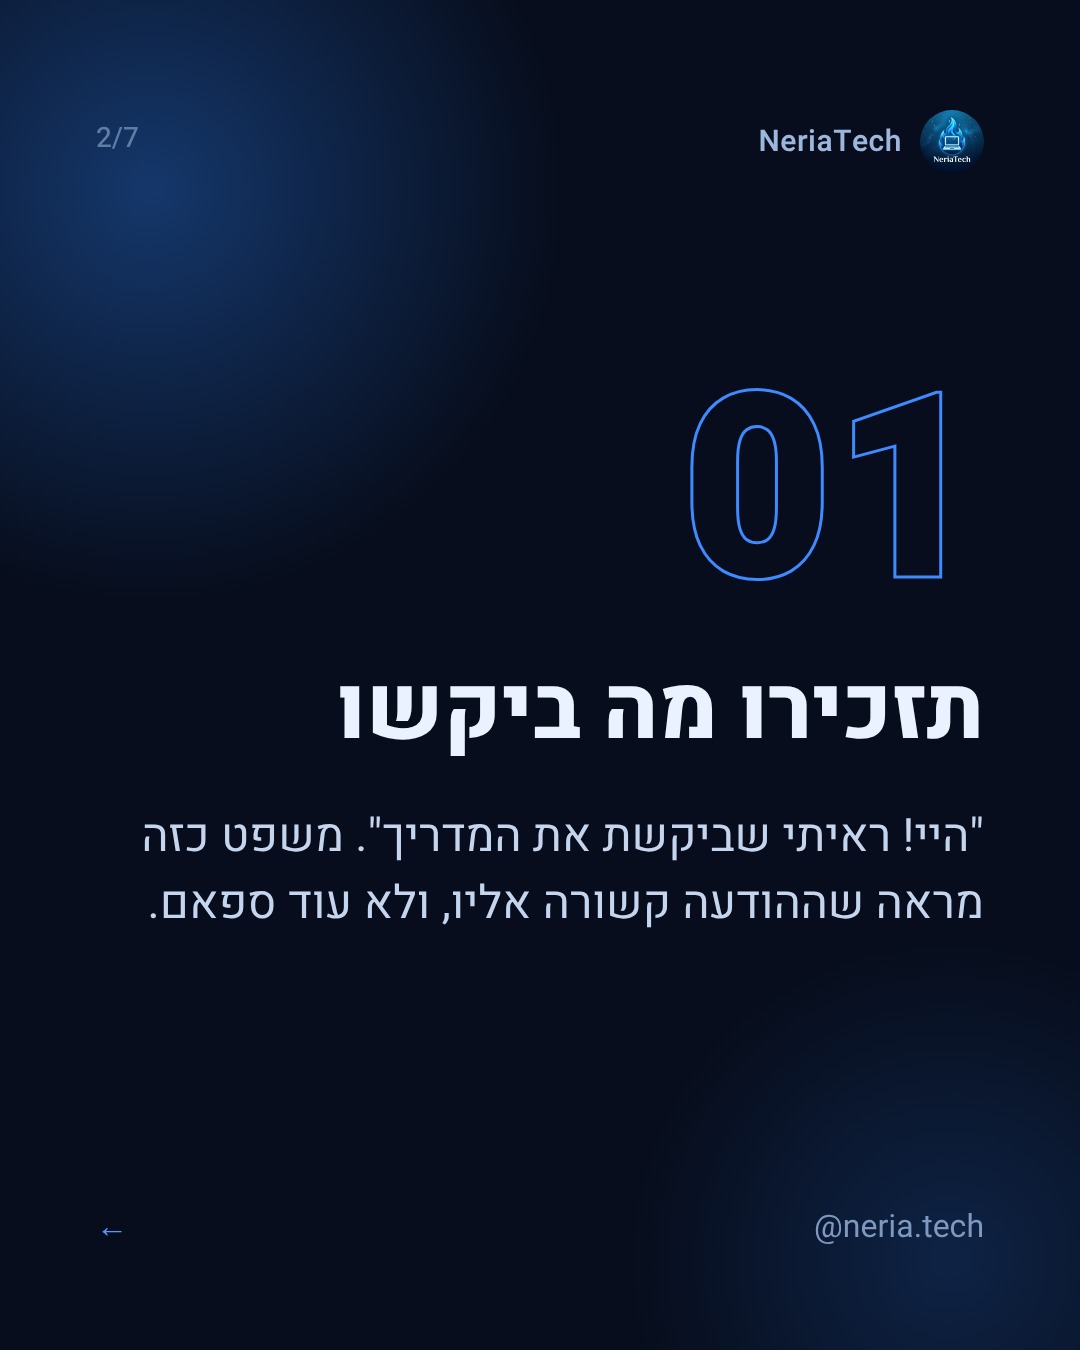 2/7
NeriaTech
NeriaTech
01
תזכירו מה ביקשו
"היי! ראיתי שביקשת את המדריך". משפט כזה
מראה שההודעה קשורה אליו, ולא עוד ספאם.
←
@neria.tech